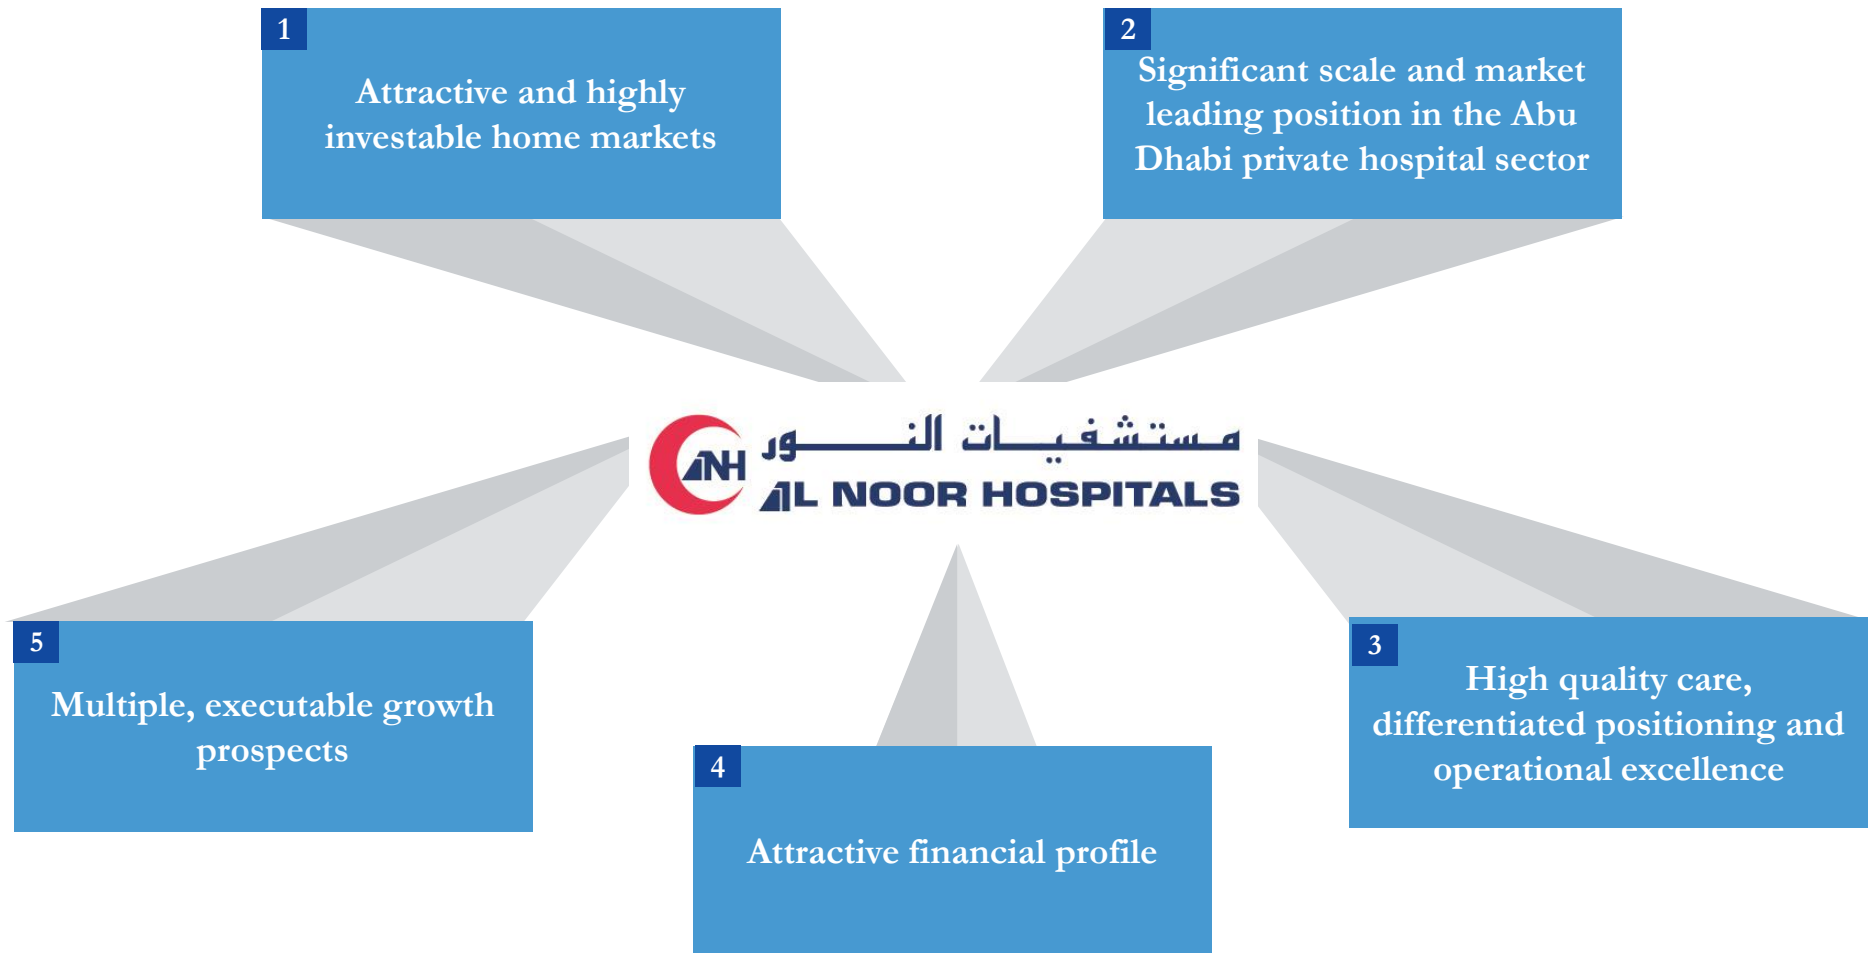 1
Attractive and highly
investable home markets
2
Significant scale and market
leading position in the Abu
Dhabi private hospital sector
ANH
مستشفيات النور
AL NOOR HOSPITALS
3
High quality care,
differentiated positioning and
operational excellence
4
Attractive financial profile
5
Multiple, executable growth
prospects